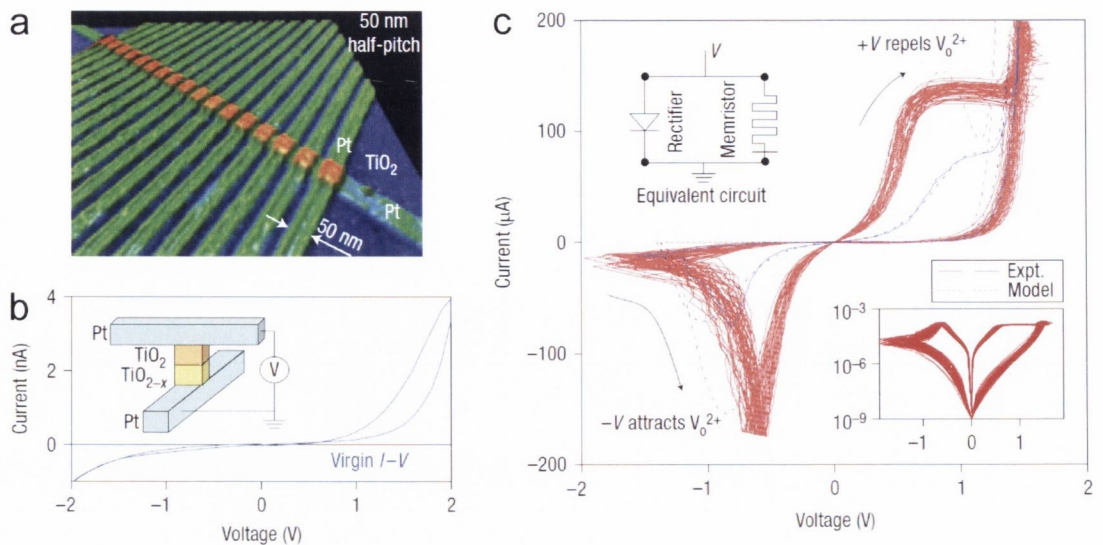 a
50 nm
half-pitch
Pt
TiO₂
Pt
50 nm
b
Current (nA)
4
2
0
−2
−1
0
1
2
Voltage (V)
Pt
TiO₂
TiO₂₋ₓ
Pt
V
Virgin I–V
c
Current (μA)
200
100
0
−100
−200
−2
−1
0
1
2
Voltage (V)
V
Rectifier
Memristor
Equivalent circuit
+V repels Vₒ²⁺
−V attracts Vₒ²⁺
Expt.
Model
10⁻³
10⁻⁶
10⁻⁹
−1
0
1